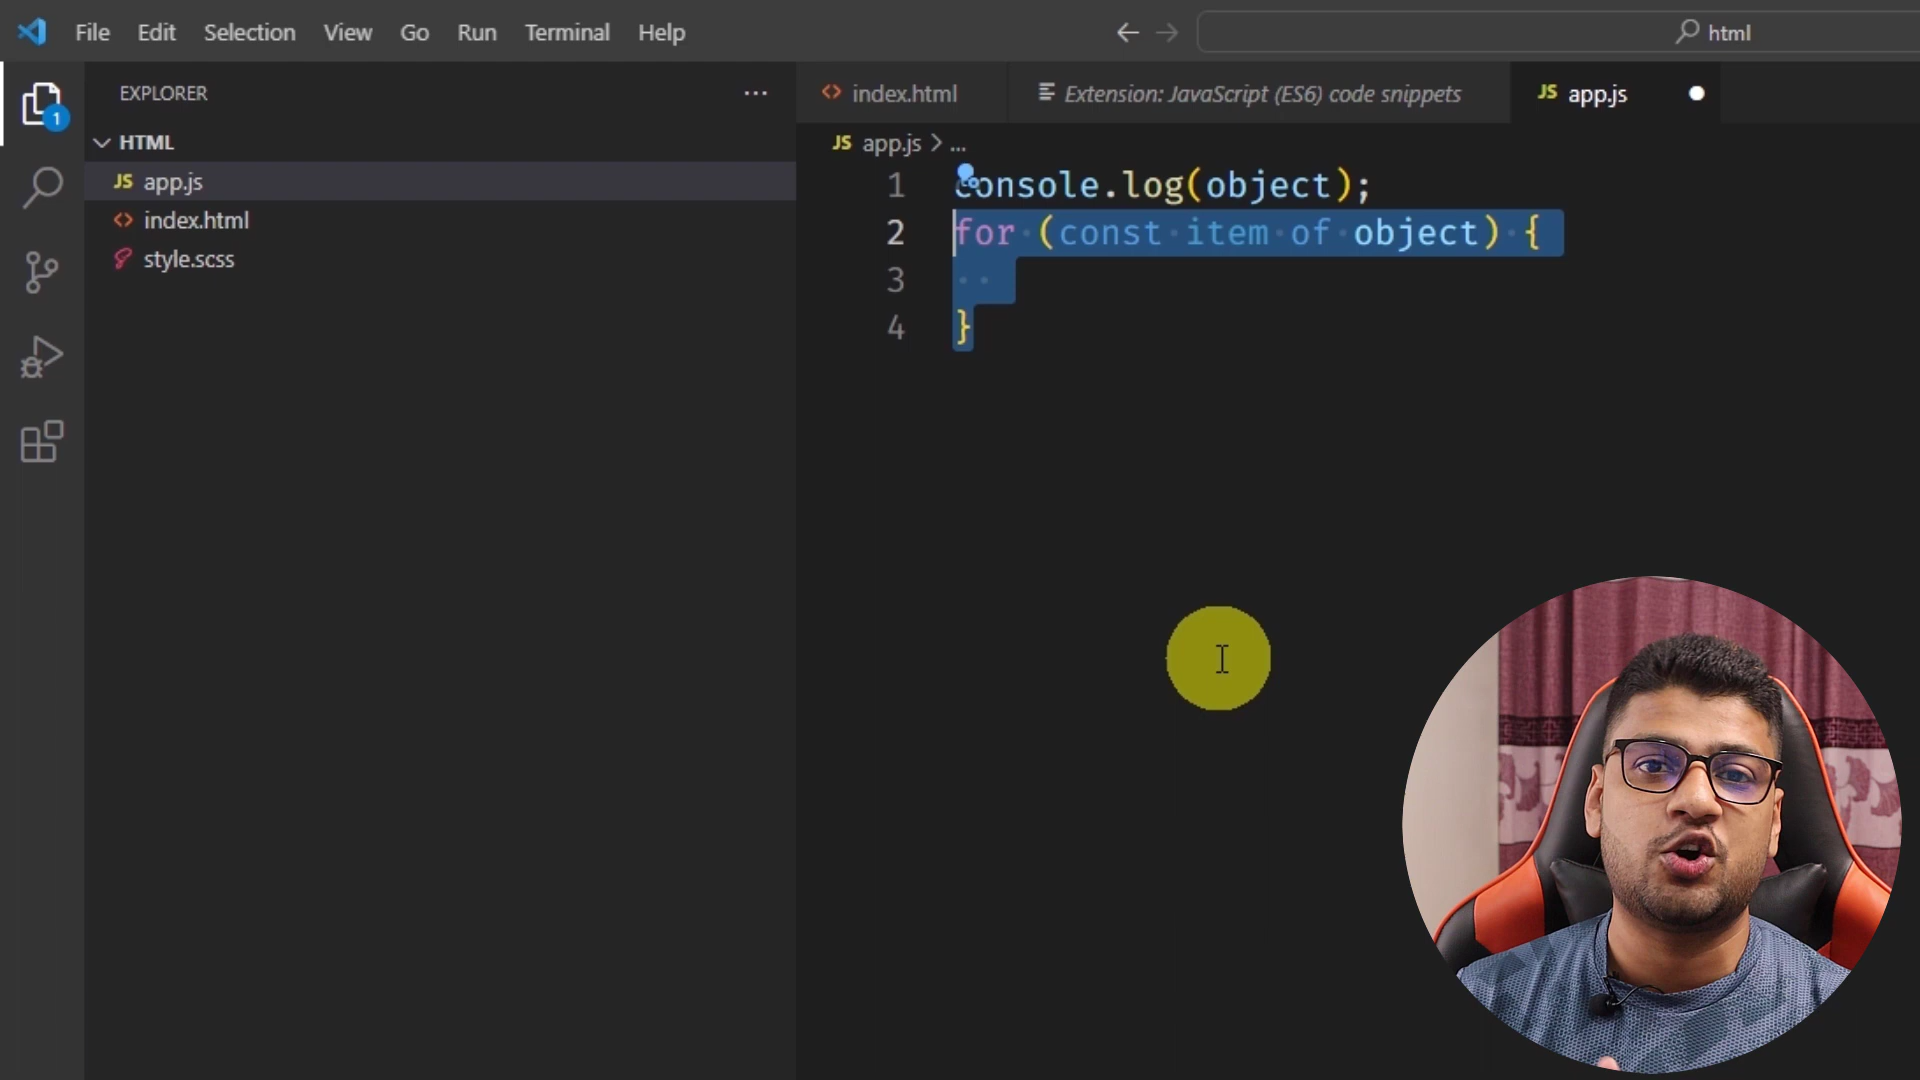 File Edit Selection View Go Run Terminal Help
html
EXPLORER ...
HTML
JS app.js
index.html
style.scss
1
index.html
Extension: JavaScript (ES6) code snippets
JS app.js
JS app.js > ...
1 console.log(object);
2 for (const item of object) {
3
4 }